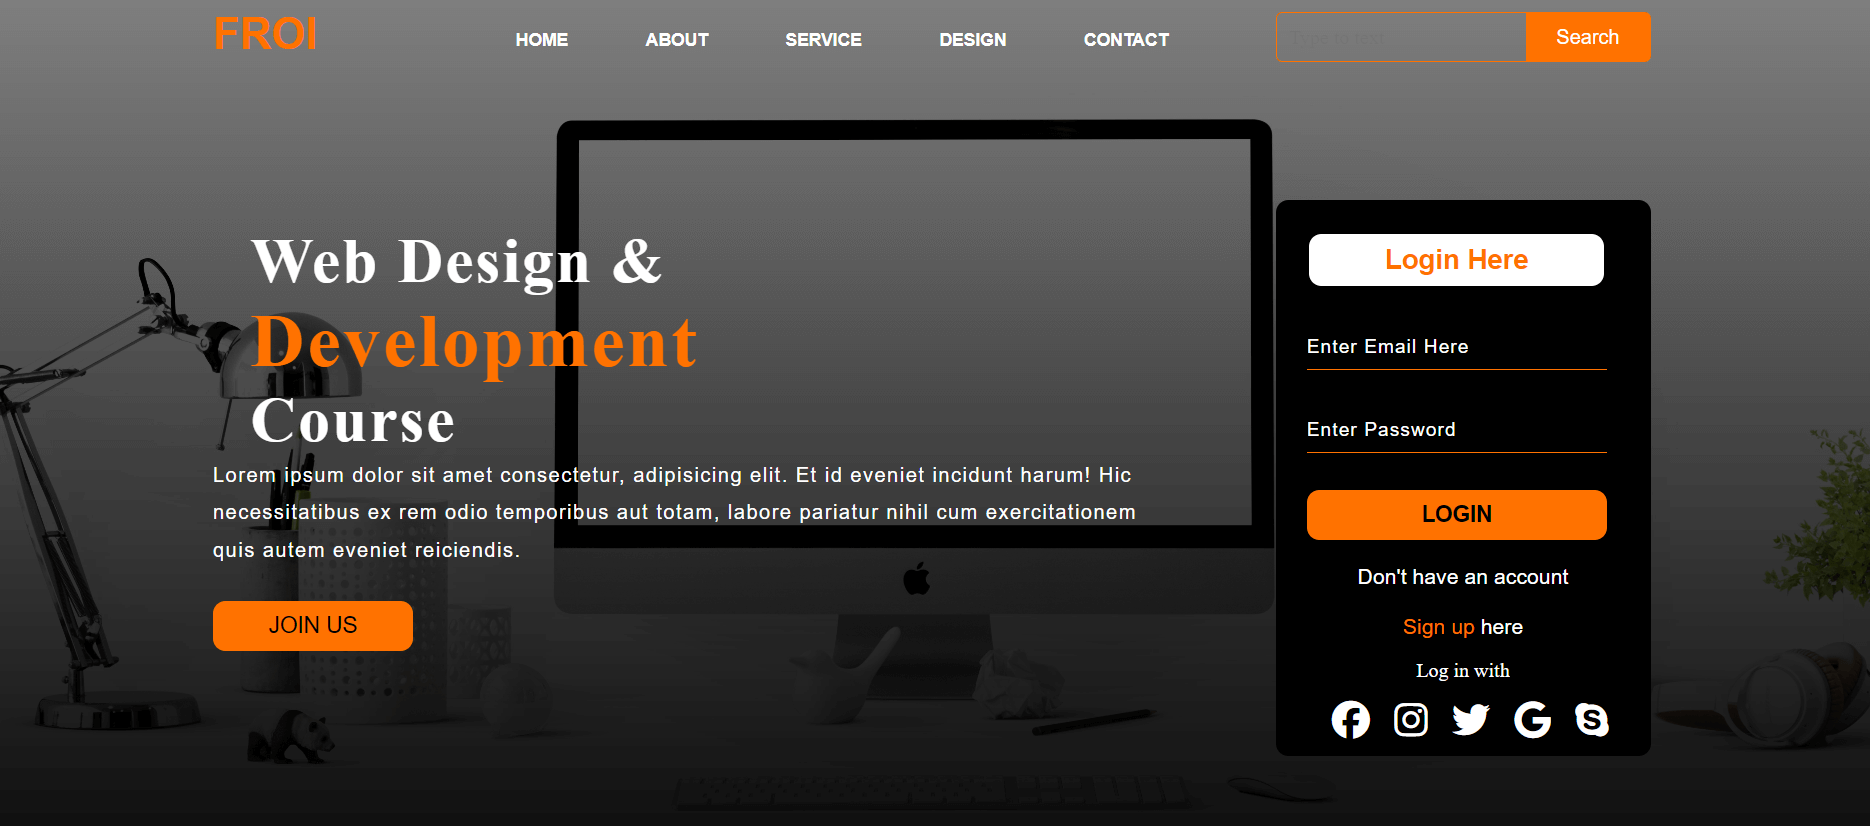 FROI
HOME ABOUT SERVICE DESIGN CONTACT
Type to text
Search
Web Design &
Development
Course
Lorem ipsum dolor sit amet consectetur, adipisicing elit. Et id eveniet incidunt harum! Hic
necessitatibus ex rem odio temporibus aut totam, labore pariatur nihil cum exercitationem
quis autem eveniet reiciendis.
JOIN US
Login Here
Enter Email Here
Enter Password
LOGIN
Don't have an account
Sign up here
Log in with